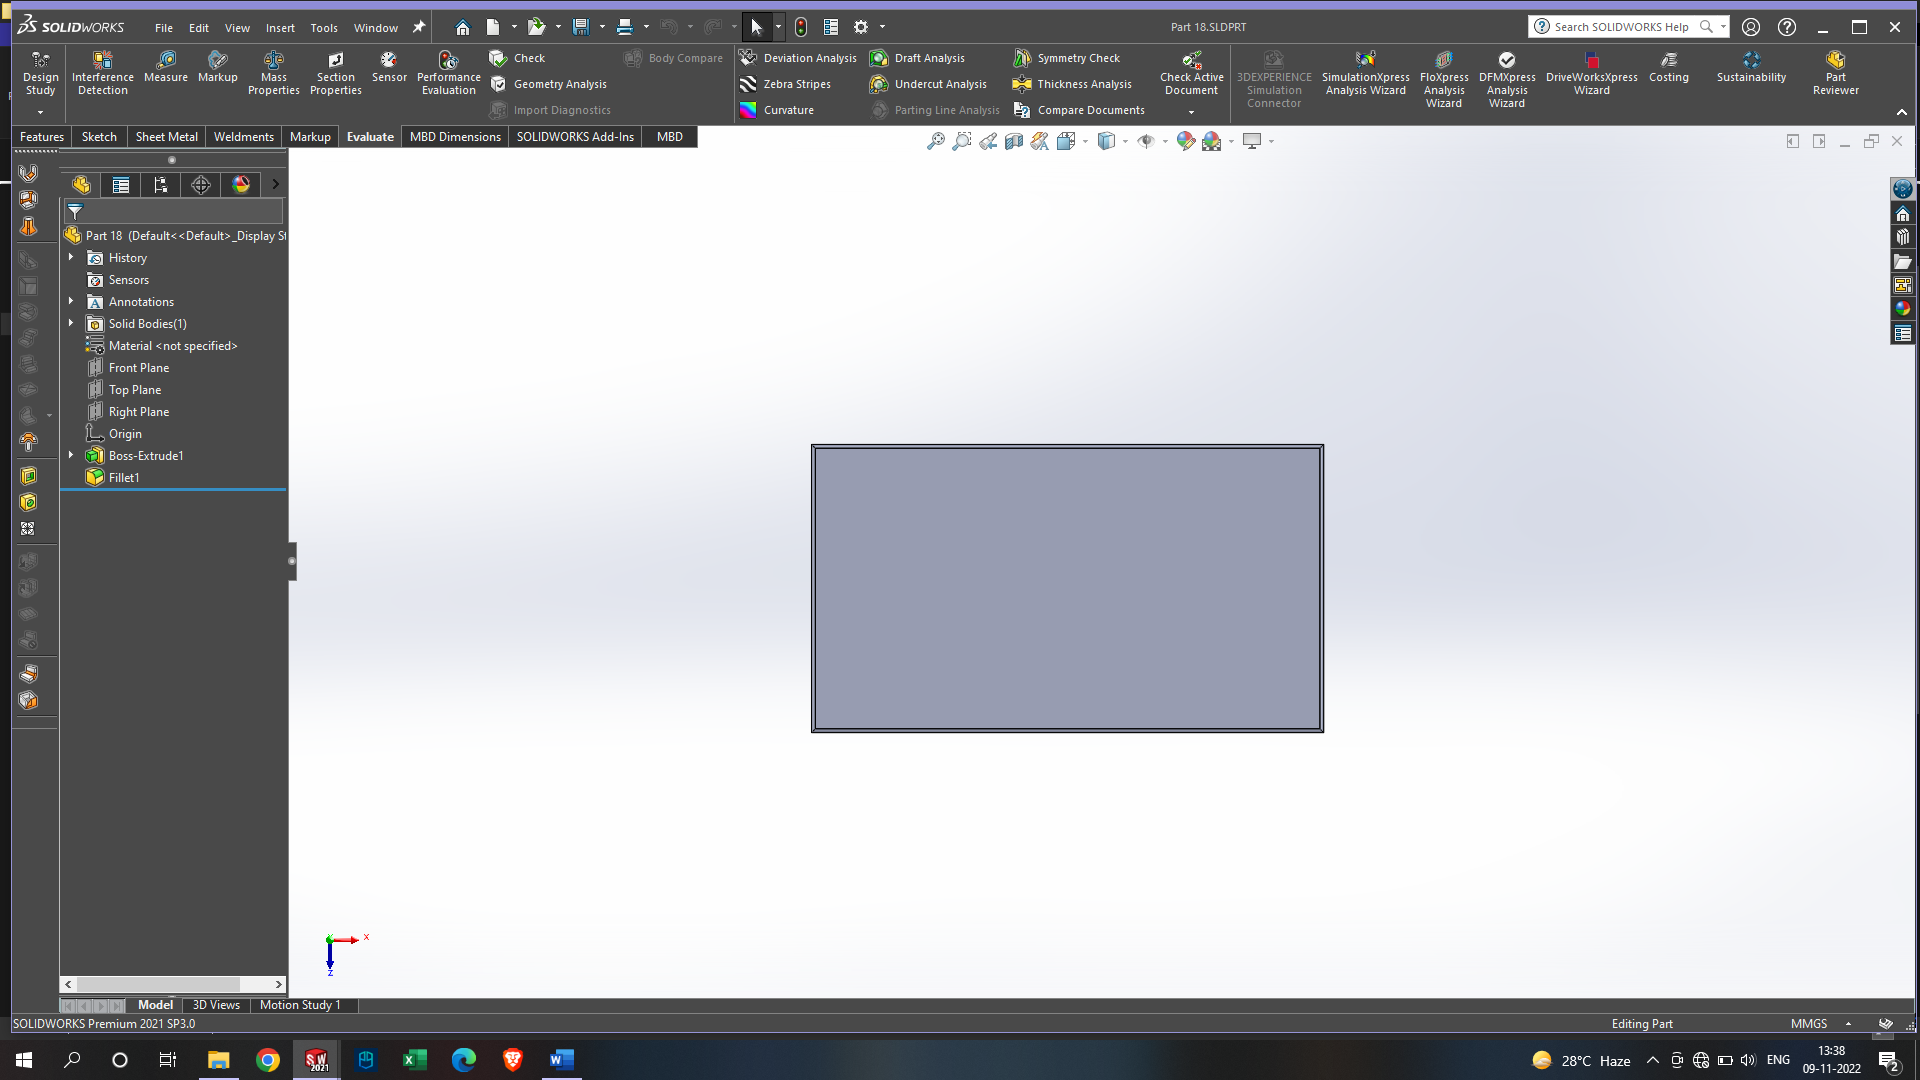 SOLIDWORKS File Edit View Insert Tools Window Part 18.SLDPRT Search SOLIDWORKS Help
Design Study
Interference Detection
Measure
Markup
Mass Properties
Section Properties
Sensor
Performance Evaluation
Check
Geometry Analysis
Import Diagnostics
Body Compare
Deviation Analysis
Zebra Stripes
Curvature
Draft Analysis
Undercut Analysis
Parting Line Analysis
Symmetry Check
Thickness Analysis
Compare Documents
Check Active Document
3DEXPERIENCE Simulation Connector
SimulationXpress Analysis Wizard
FloXpress Analysis Wizard
DFMXpress Analysis Wizard
DriveWorksXpress Wizard
Costing
Sustainability
Part Reviewer
Features Sketch Sheet Metal Weldments Markup Evaluate MBD Dimensions SOLIDWORKS Add-Ins MBD
Part 18 (Default<<Default>_Display St
History
Sensors
Annotations
Solid Bodies(1)
Material <not specified>
Front Plane
Top Plane
Right Plane
Origin
Boss-Extrude1
Fillet1
Y
X
Z
Model 3D Views Motion Study 1
SOLIDWORKS Premium 2021 SP3.0 Editing Part MMGS
28°C Haze ENG 13:38
09-11-2022
2
SW
2021